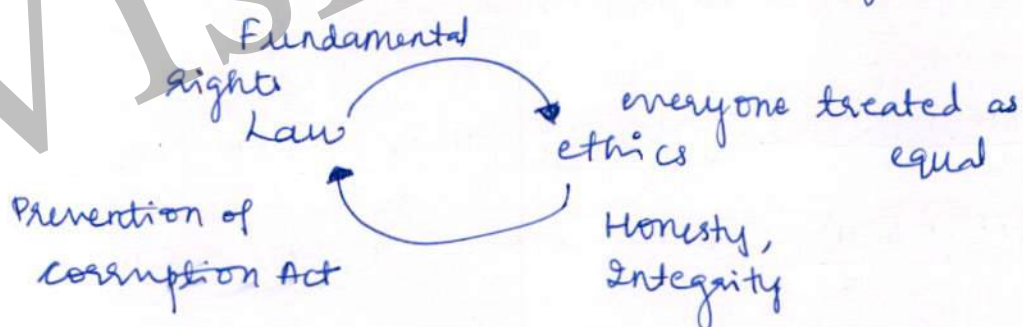 Fundamental
rights
Law
ethics
everyone treated as
equal
Prevention of
corruption Act
Honesty,
Integrity